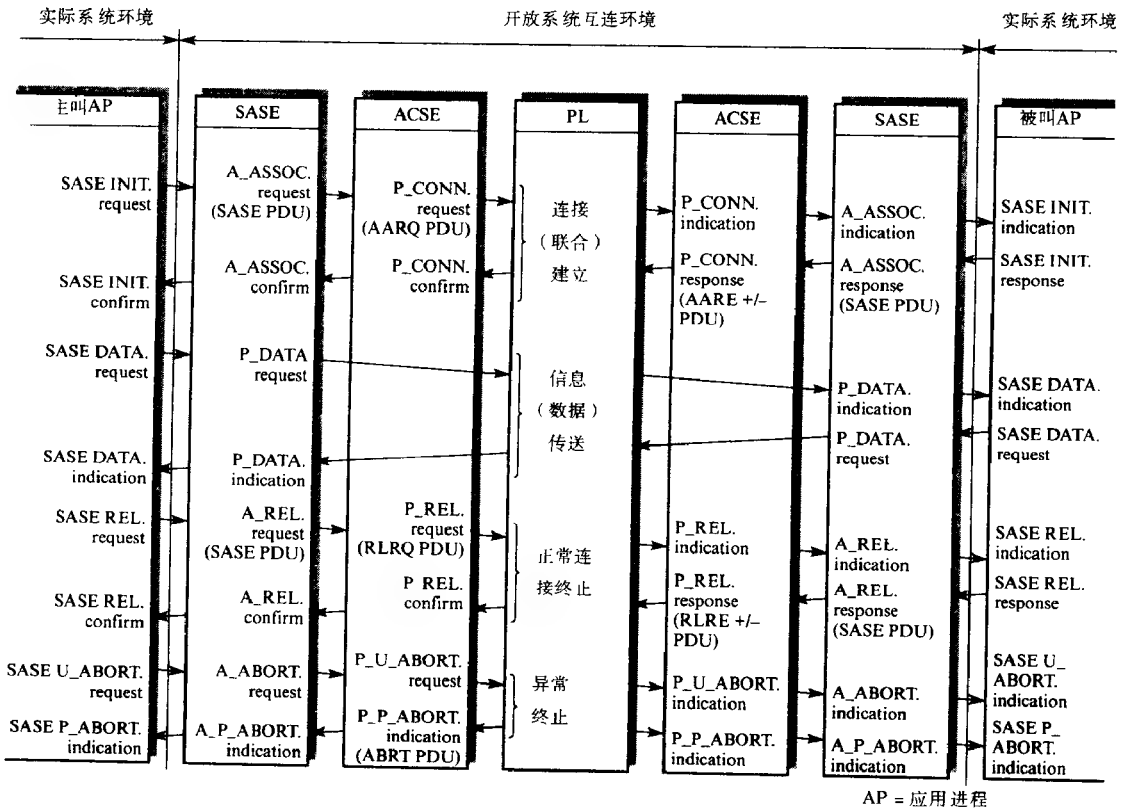 实际系统环境
开放系统互连环境
实际系统环境
主叫AP
SASE
ACSE
PL
ACSE
SASE
被叫AP
SASE INIT.
request
A_ASSOC.
request
(SASE PDU)
P_CONN.
request
(AARQ PDU)
连接
(联合)
建立
P_CONN.
indication
A_ASSOC.
indication
SASE INIT.
indication
SASE INIT.
confirm
A_ASSOC.
confirm
P_CONN.
confirm
P_CONN.
response
(AARE +/–
PDU)
A_ASSOC.
response
(SASE PDU)
SASE INIT.
response
SASE DATA.
request
P_DATA
request
信息
(数据)
传送
P_DATA.
indication
SASE DATA.
indication
SASE DATA.
indication
P_DATA.
indication
P_DATA.
request
SASE DATA.
request
SASE REL.
request
A_REL.
request
(SASE PDU)
P_REL.
request
(RLRQ PDU)
正常连
接终止
P_REL.
indication
A_REL.
indication
SASE REL.
indication
SASE REL.
confirm
A_REL.
confirm
P_REL.
confirm
P_REL.
response
(RLRE +/–
PDU)
A_REL.
response
(SASE PDU)
SASE REL.
response
SASE U_ABORT.
request
A_ABORT.
request
P_U_ABORT.
request
异常
终止
P_U_ABORT.
indication
A_ABORT.
indication
SASE U_
ABORT.
indication
SASE P_ABORT.
indication
A_P_ABORT.
indication
P_P_ABORT.
indication
(ABRT PDU)
P_P_ABORT.
indication
A_P_ABORT.
indication
SASE P_
ABORT.
indication
AP = 应用进程